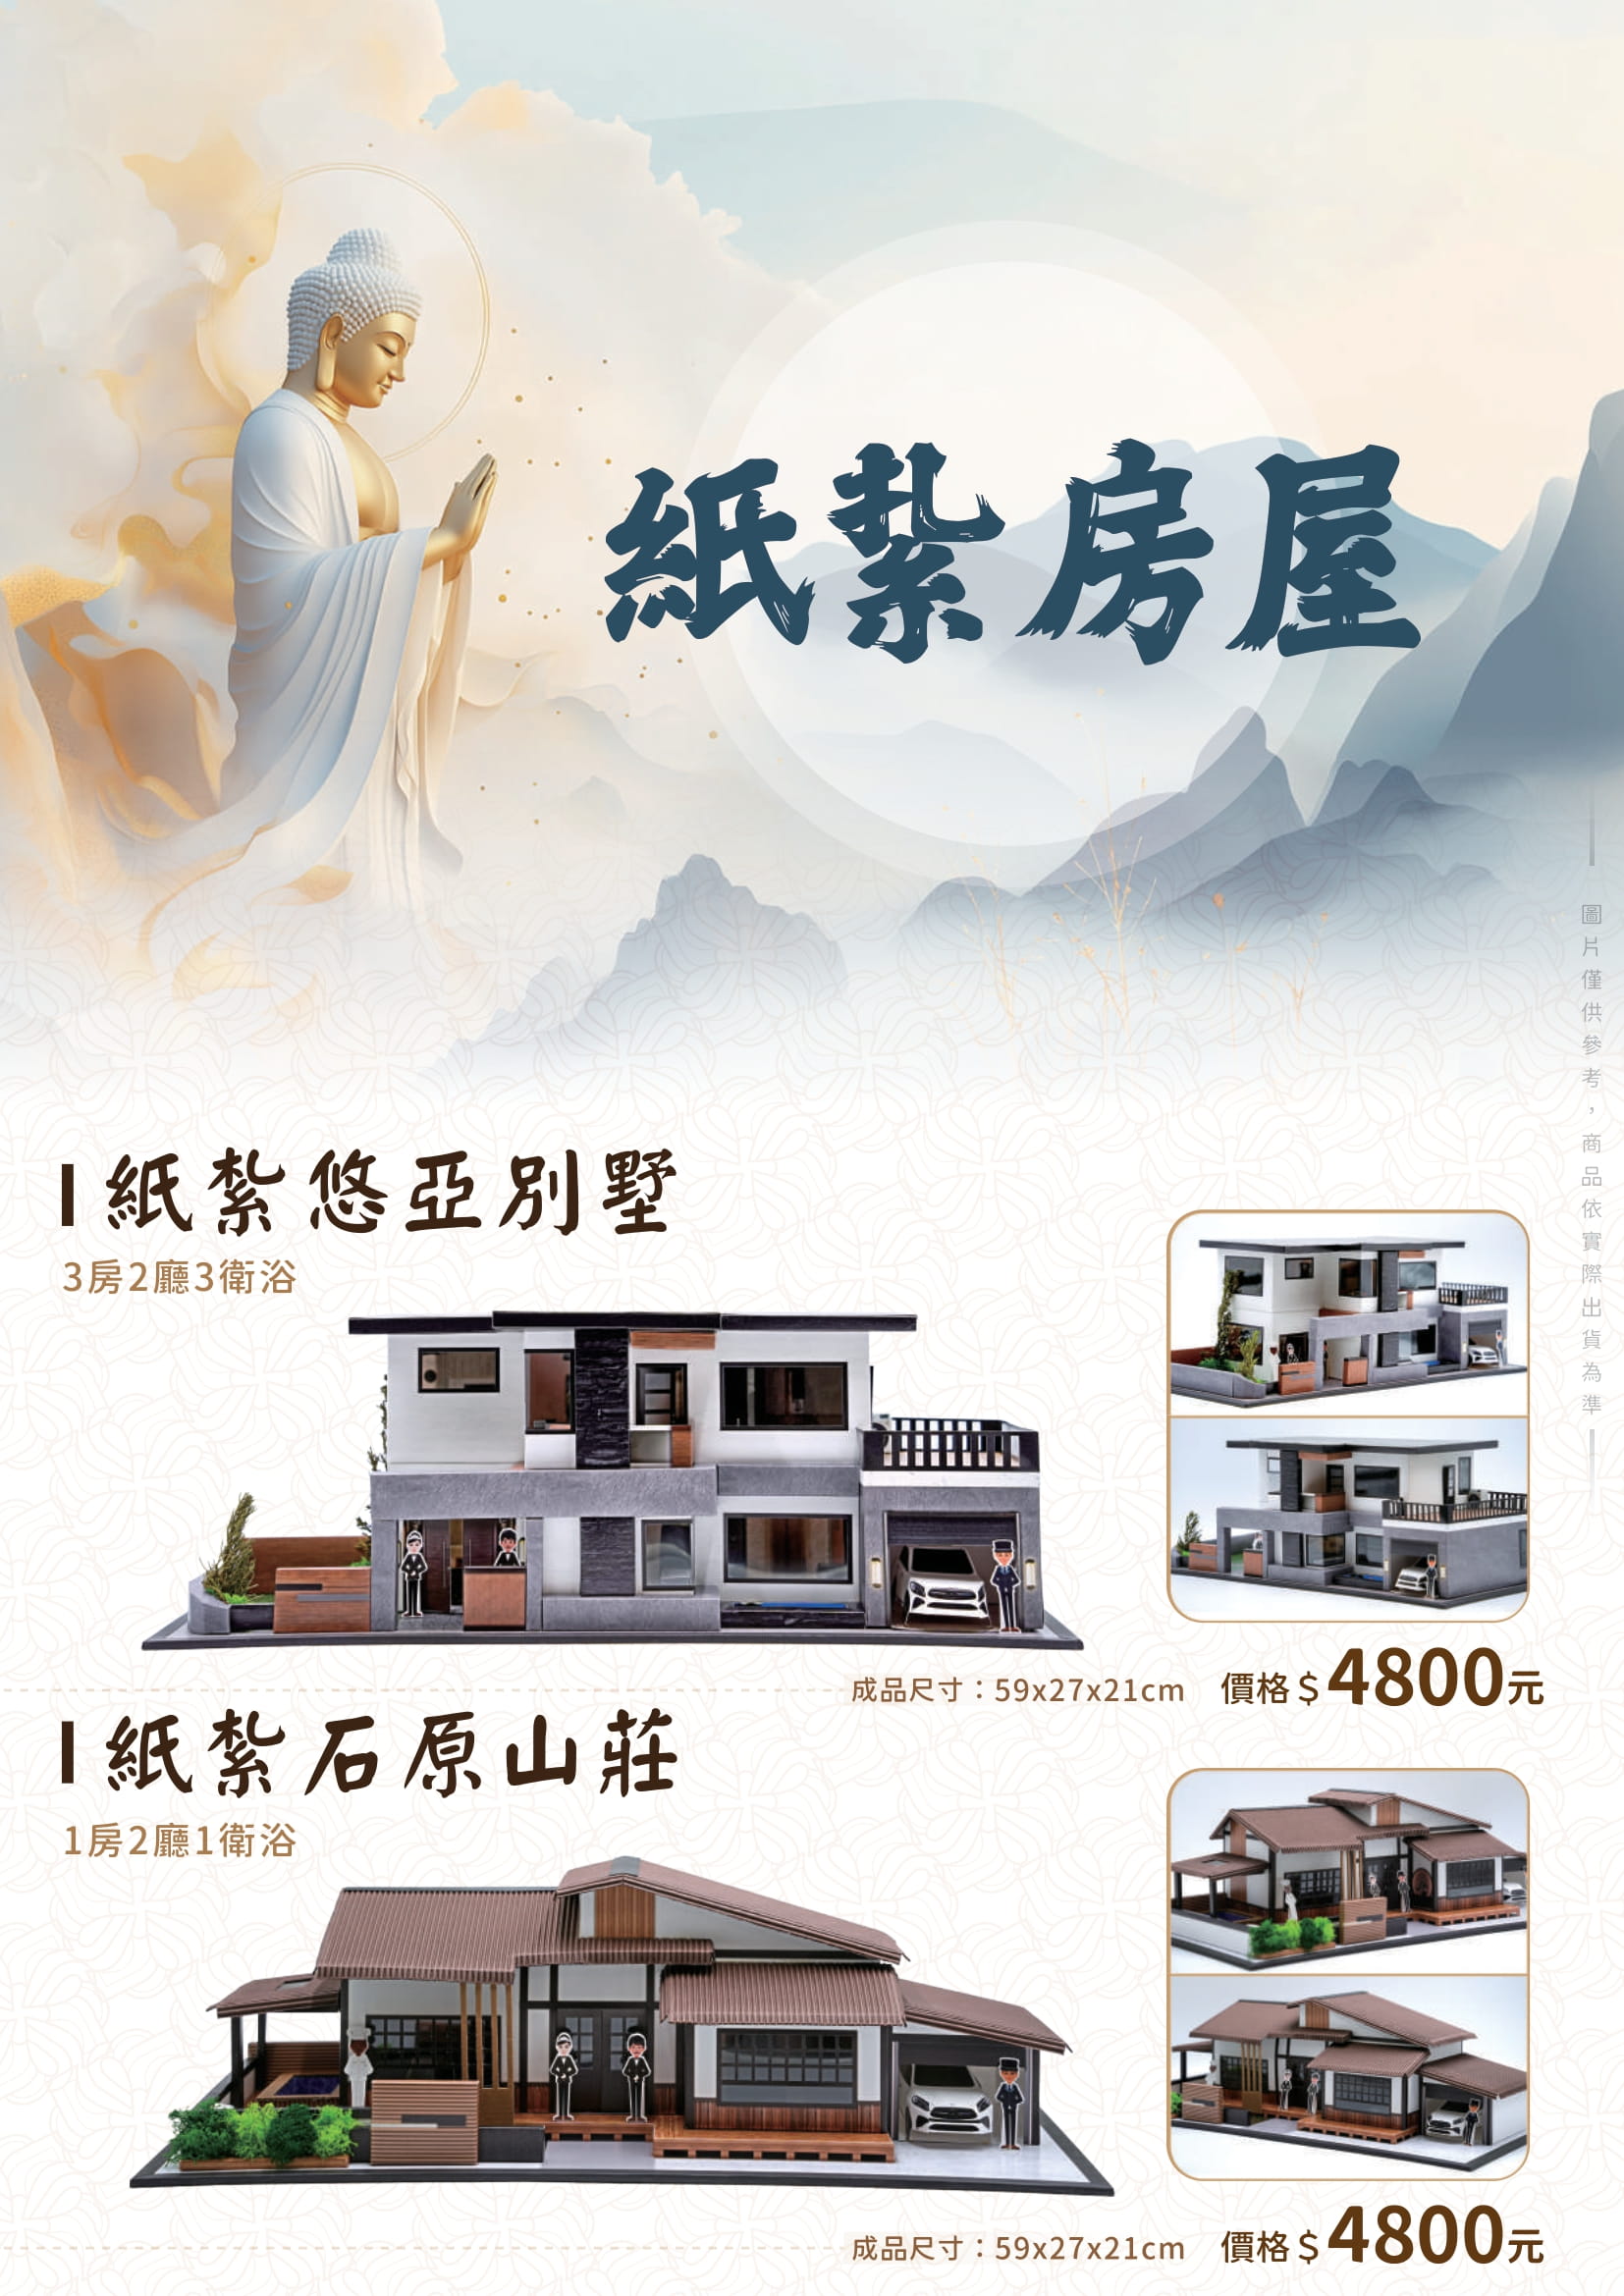 紙紮房屋
紙紮悠亞別墅
3房2廳3衛浴
成品尺寸：59x27x21cm 價格$4800元
紙紮石原山莊
1房2廳1衛浴
成品尺寸：59x27x21cm 價格$4800元
圖片僅供參考，商品依實際出貨為準